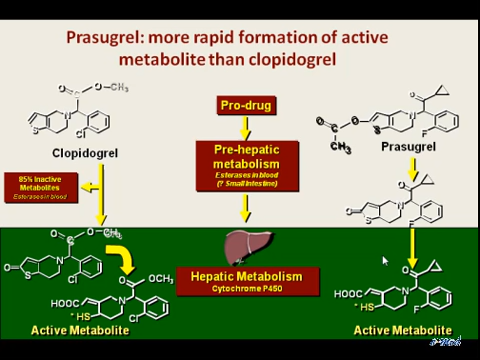 Prasugrel: more rapid formation of active
metabolite than clopidogrel
O
C
O
CH₃
N
S
Cl
Clopidogrel
85% Inactive
Metabolites
Esterases in blood
Pro-drug
Pre-hepatic
metabolism
Esterases in blood
(? Small Intestine)
O
C
CH₃
O
S
N
O
F
Prasugrel
O
N
O
S
F
Hepatic Metabolism
Cytochrome P450
O
C
O
CH₃
N
O
S
Cl
O
OCH₃
HOOC
N
* HS
Cl
Active Metabolite
O
HOOC
N
* HS
F
Active Metabolite